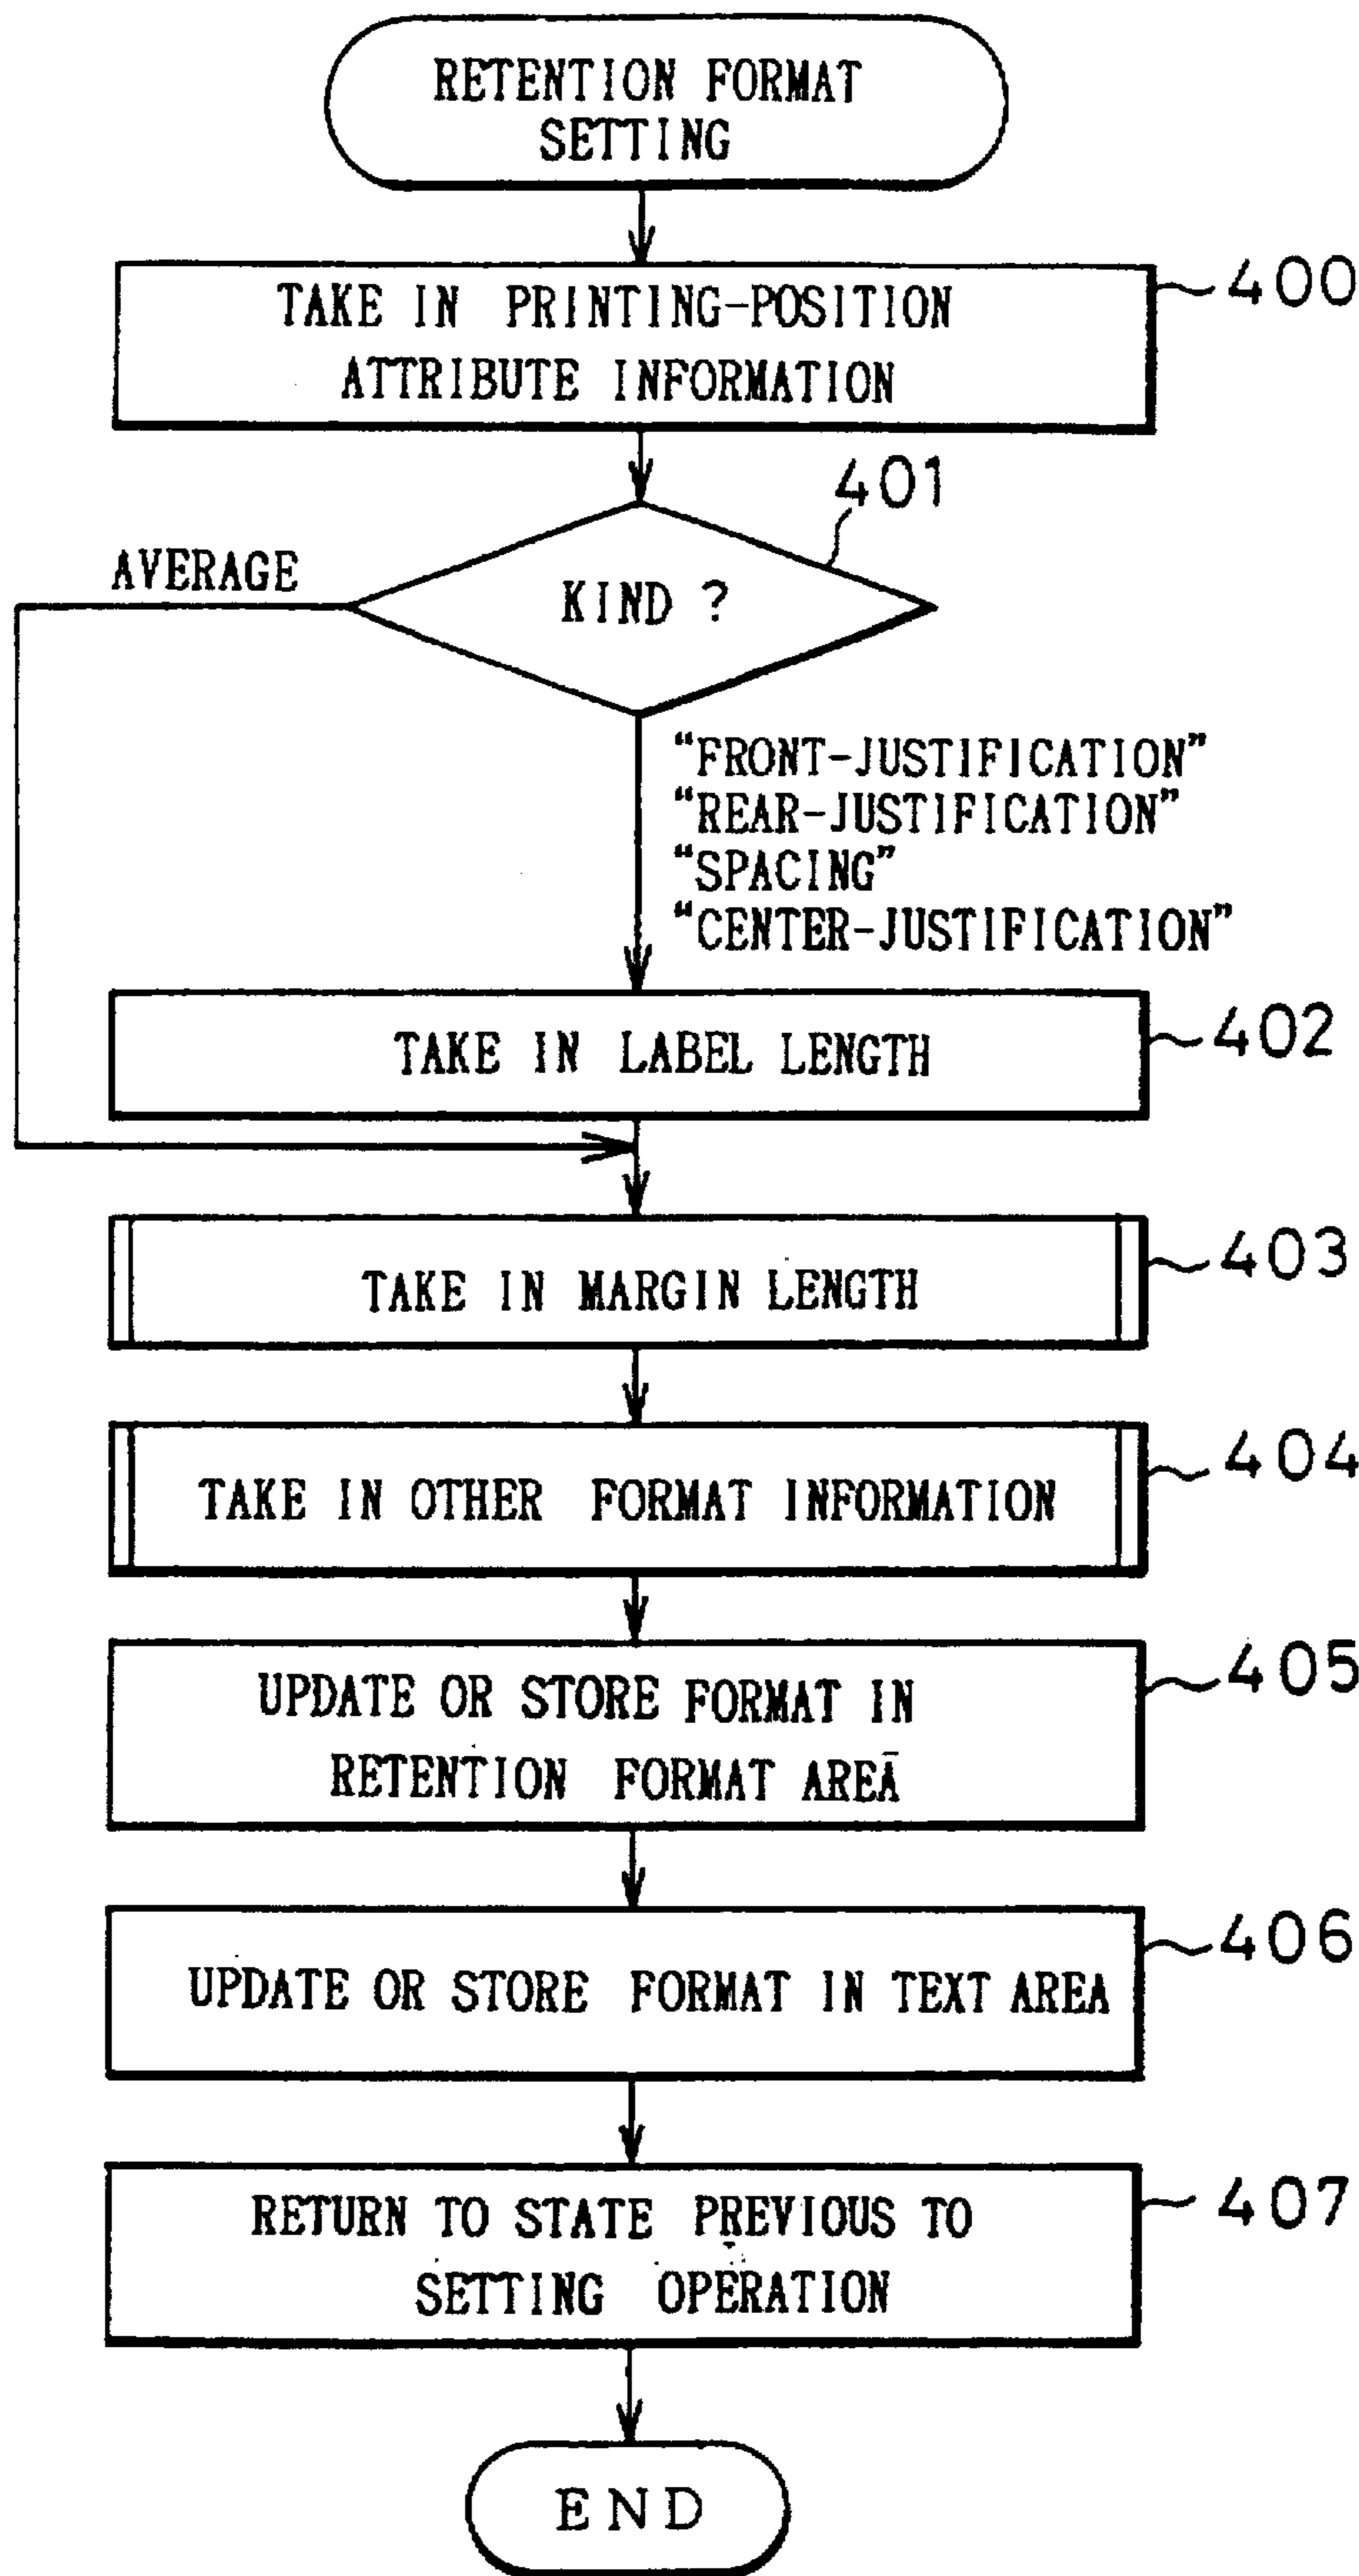 RETENTION FORMAT
SETTING
TAKE IN PRINTING-POSITION
ATTRIBUTE INFORMATION
400
401
AVERAGE
KIND ?
“FRONT-JUSTIFICATION”
“REAR-JUSTIFICATION”
“SPACING”
“CENTER-JUSTIFICATION”
TAKE IN LABEL LENGTH
402
TAKE IN MARGIN LENGTH
403
TAKE IN OTHER FORMAT INFORMATION
404
UPDATE OR STORE FORMAT IN
RETENTION FORMAT AREA
405
UPDATE OR STORE FORMAT IN TEXT AREA
406
RETURN TO STATE PREVIOUS TO
SETTING OPERATION
407
END